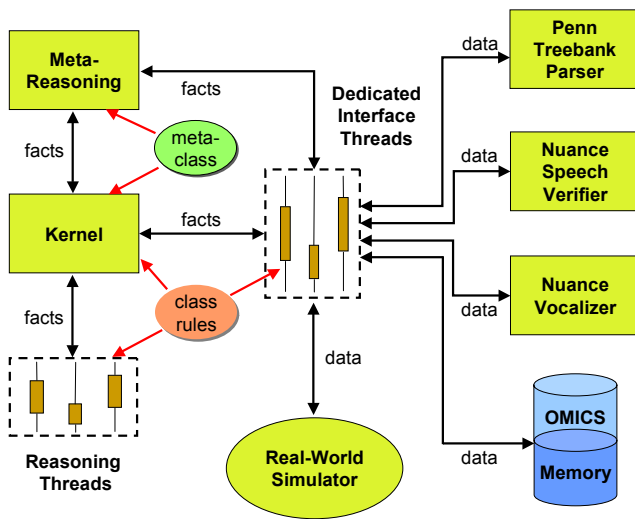 Meta-
Reasoning
facts
Dedicated
Interface
Threads
data
Penn
Treebank
Parser
facts
meta-
class
data
Nuance
Speech
Verifier
Kernel
facts
facts
class
rules
Nuance
Vocalizer
data
data
Reasoning
Threads
Real-World
Simulator
OMICS
data
Memory